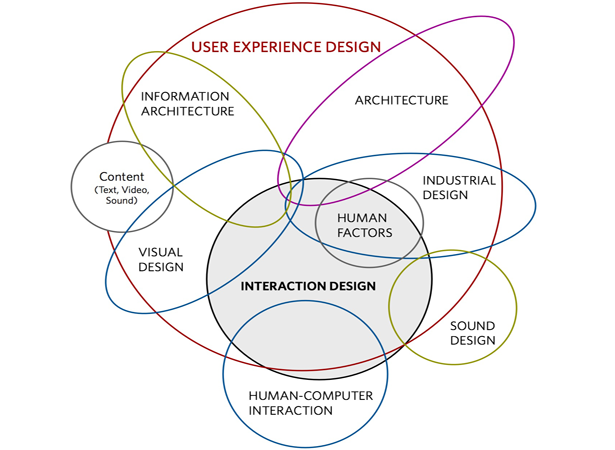 USER EXPERIENCE DESIGN
INFORMATION
ARCHITECTURE
ARCHITECTURE
Content
(Text, Video,
Sound)
INDUSTRIAL
DESIGN
HUMAN
FACTORS
VISUAL
DESIGN
INTERACTION DESIGN
SOUND
DESIGN
HUMAN-COMPUTER
INTERACTION